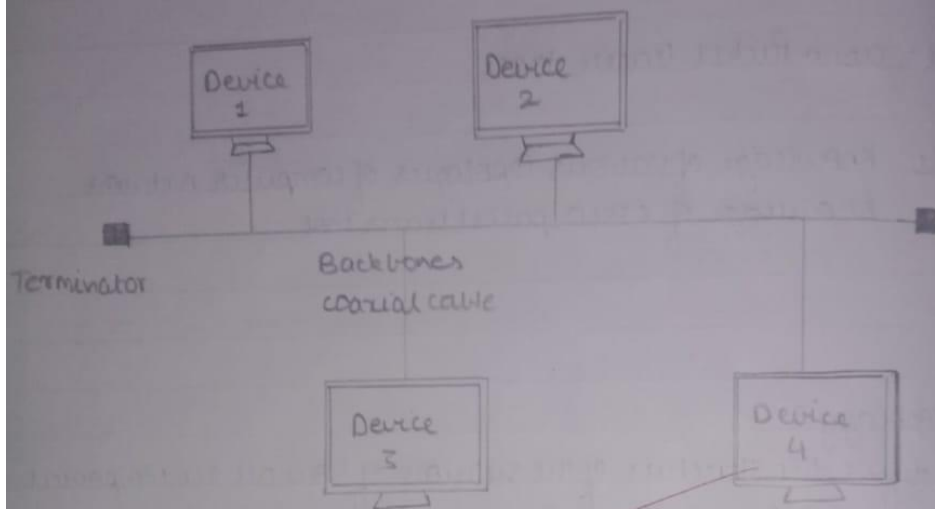 Device
1
Device
2
Terminator
Backbones
coaxial cable
Device
3
Device
4